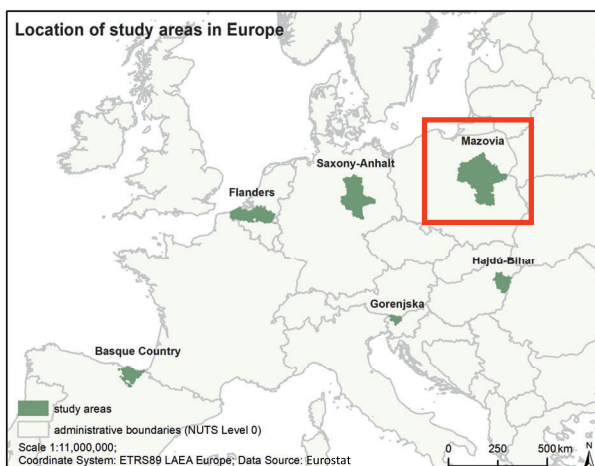 Location of study areas in Europe
Mazovia
Saxony-Anhalt
Flanders
Hajdú-Bihar
Gorenjska
Basque Country
study areas
administrative boundaries (NUTS Level 0)
Scale 1:11,000,000;
Coordinate System: ETRS89 LAEA Europe; Data Source: Eurostat
0 250 500 km
N